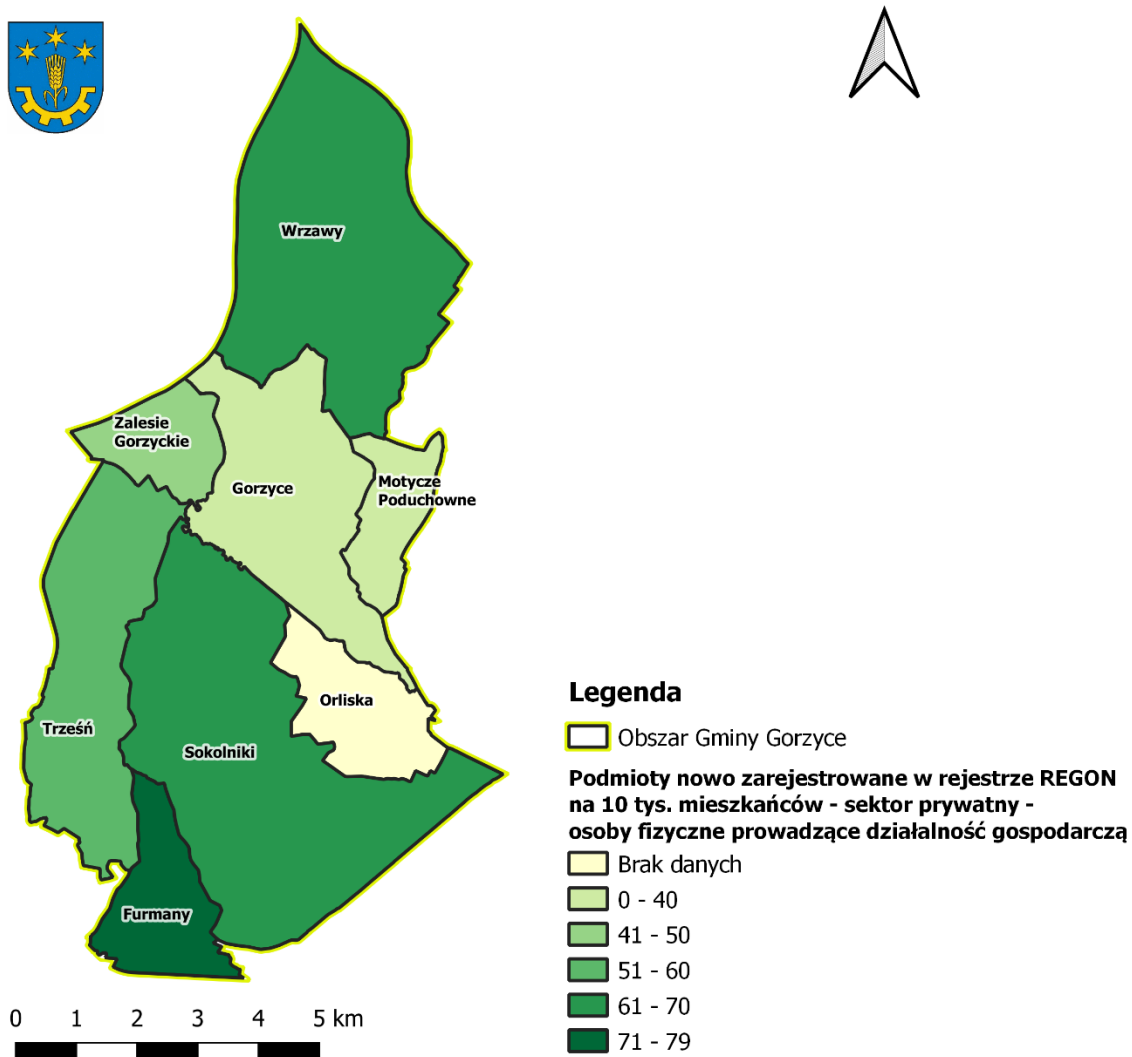 Wrzawy
Zalesie
Gorzyckie
Gorzyce
Motycze
Poduchowne
Orliska
Trześń
Sokolniki
Furmany
Legenda
Obszar Gminy Gorzyce
Podmioty nowo zarejestrowane w rejestrze REGON
na 10 tys. mieszkańców - sektor prywatny -
osoby fizyczne prowadzące działalność gospodarczą
Brak danych
0 - 40
41 - 50
51 - 60
61 - 70
71 - 79
0 1 2 3 4 5 km